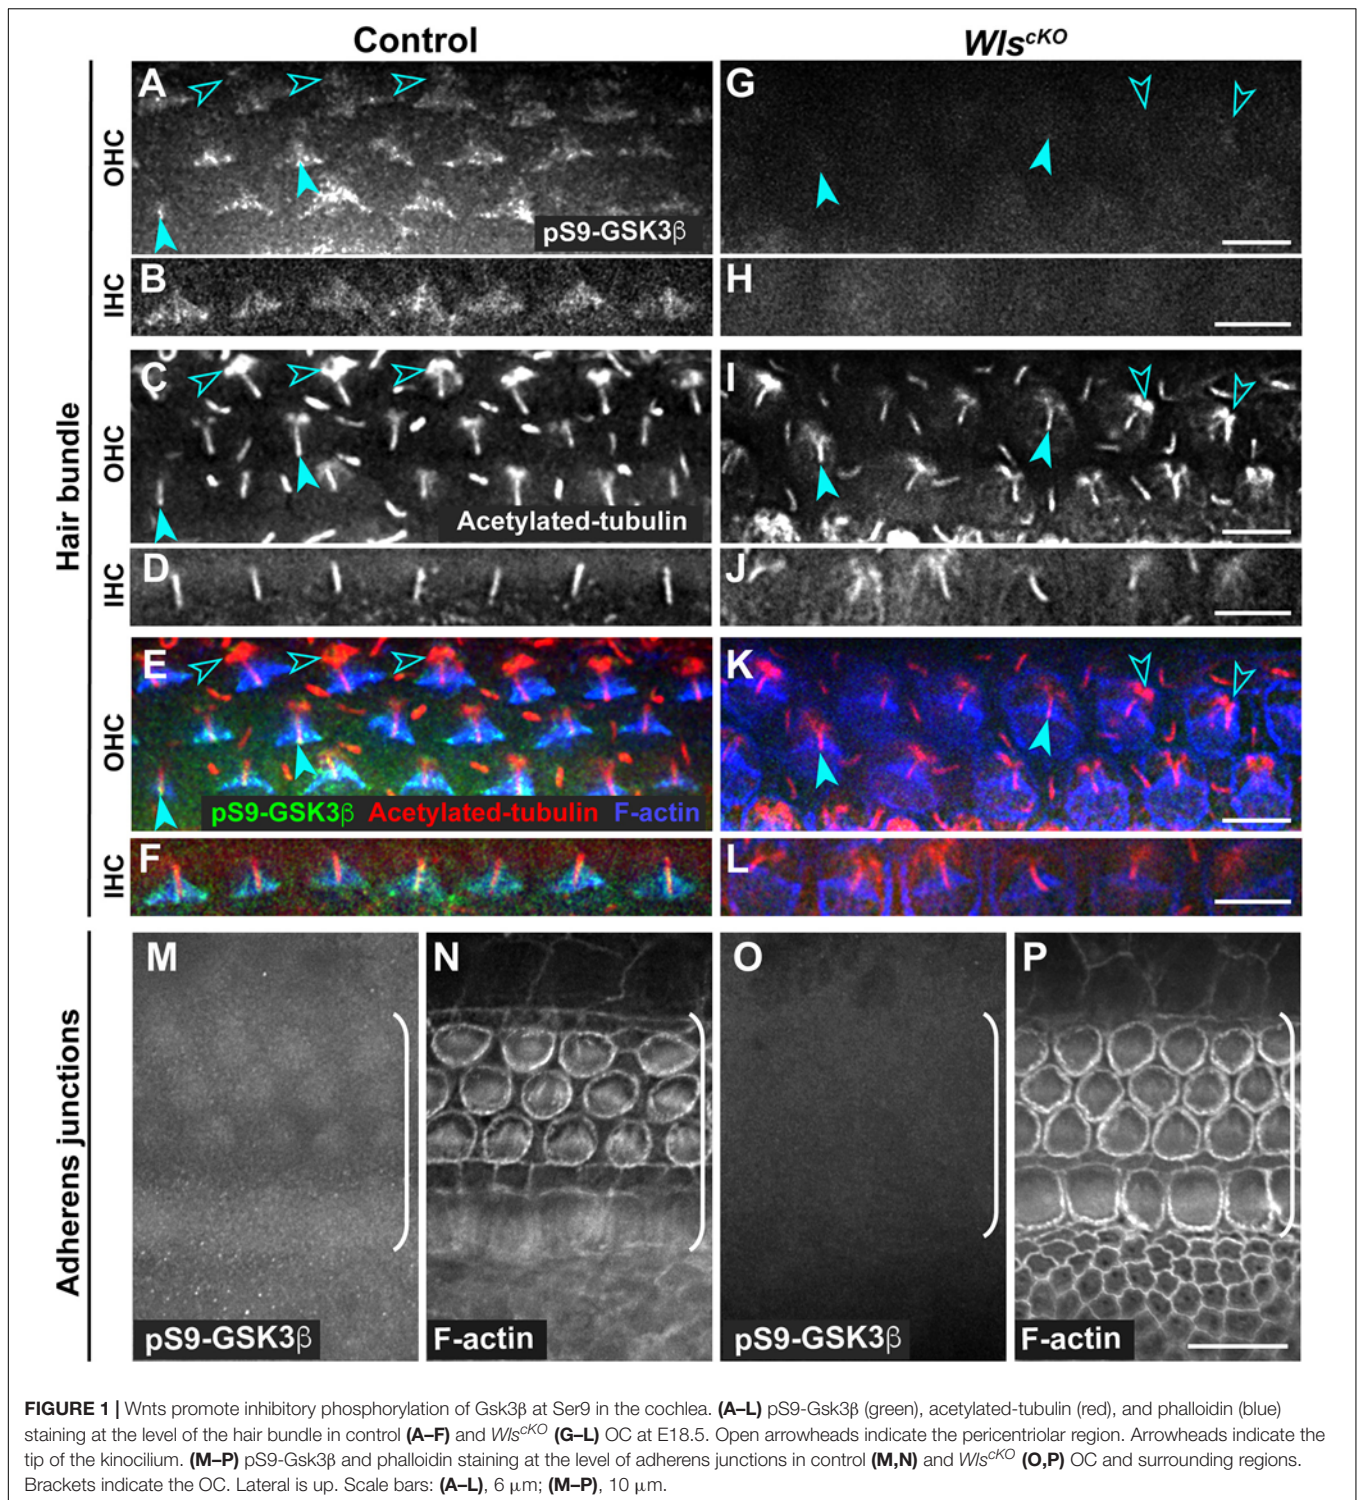 Control
Wls^cKO
Hair bundle
Adherens junctions
OHC
IHC
OHC
IHC
OHC
IHC
A
pS9-GSK3β
G
B
H
C
Acetylated-tubulin
I
D
J
E
pS9-GSK3β Acetylated-tubulin F-actin
K
F
L
M
pS9-GSK3β
N
F-actin
O
pS9-GSK3β
P
F-actin
FIGURE 1 | Wnts promote inhibitory phosphorylation of Gsk3β at Ser9 in the cochlea. (A–L) pS9-Gsk3β (green), acetylated-tubulin (red), and phalloidin (blue)
staining at the level of the hair bundle in control (A–F) and Wls^cKO (G–L) OC at E18.5. Open arrowheads indicate the pericentriolar region. Arrowheads indicate the
tip of the kinocilium. (M–P) pS9-Gsk3β and phalloidin staining at the level of adherens junctions in control (M,N) and Wls^cKO (O,P) OC and surrounding regions.
Brackets indicate the OC. Lateral is up. Scale bars: (A–L), 6 μm; (M–P), 10 μm.